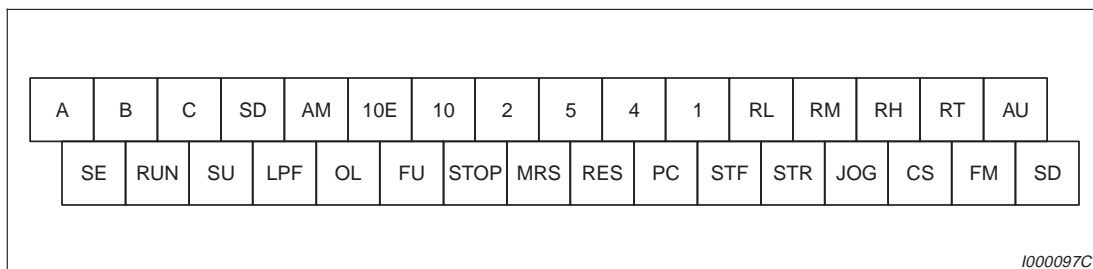 A B C SD AM 10E 10 2 5 4 1 RL RM RH RT AU
SE RUN SU LPF OL FU STOP MRS RES PC STF STR JOG CS FM SD
I000097C